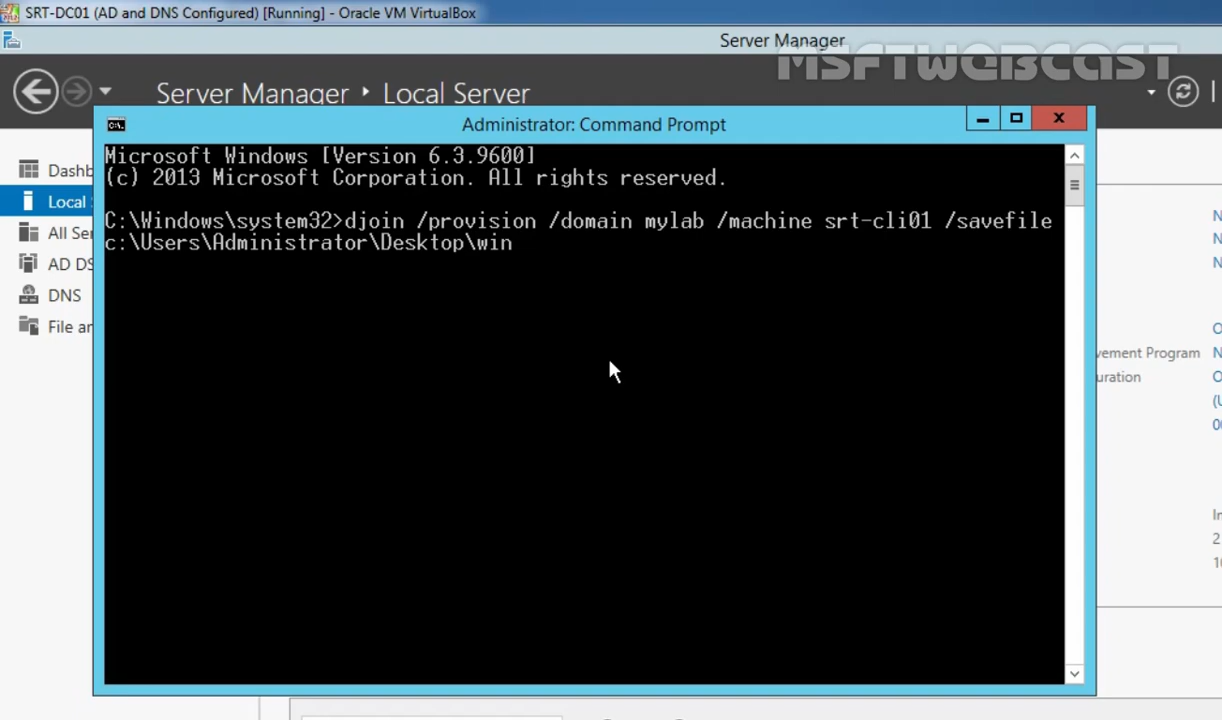 SRT-DC01 (AD and DNS Configured) [Running] - Oracle VM VirtualBox
Server Manager
MSFTWEBCAST
Server Manager ‣ Local Server
Administrator: Command Prompt
Microsoft Windows [Version 6.3.9600]
(c) 2013 Microsoft Corporation. All rights reserved.
C:\Windows\system32>djoin /provision /domain mylab /machine srt-cli01 /savefile
c:\Users\Administrator\Desktop\win
Dashb
Local
All Ser
AD DS
DNS
File an
vement Program
uration